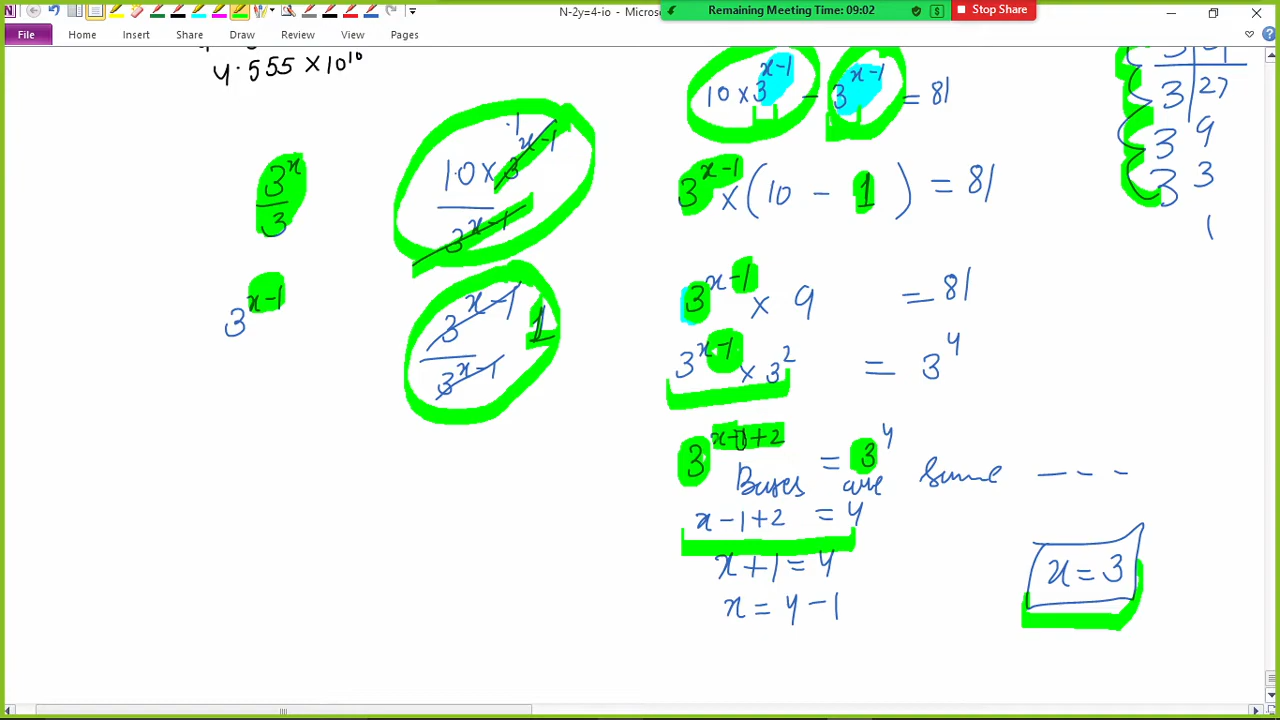 N-2y=4-io - Microso
Remaining Meeting Time: 09:02
Stop Share
File Home Insert Share Draw Review View Pages
4.555 × 10^10
10 × 3^x-1 - 3^x-1 = 81
3^x-1 × (10 - 1) = 81
3^x-1 × 9 = 81
3^x-1 × 3^2 = 3^4
3^x-1+2 = 3^4
Bases are same ---
x-1+2 = 4
x+1=4
x = 4-1
x = 3
3^x
3
3^x-1
10 × 3^x-1 1
3^x-1
3^x-1 1
3^x-1
3 27
3 9
3 3
1